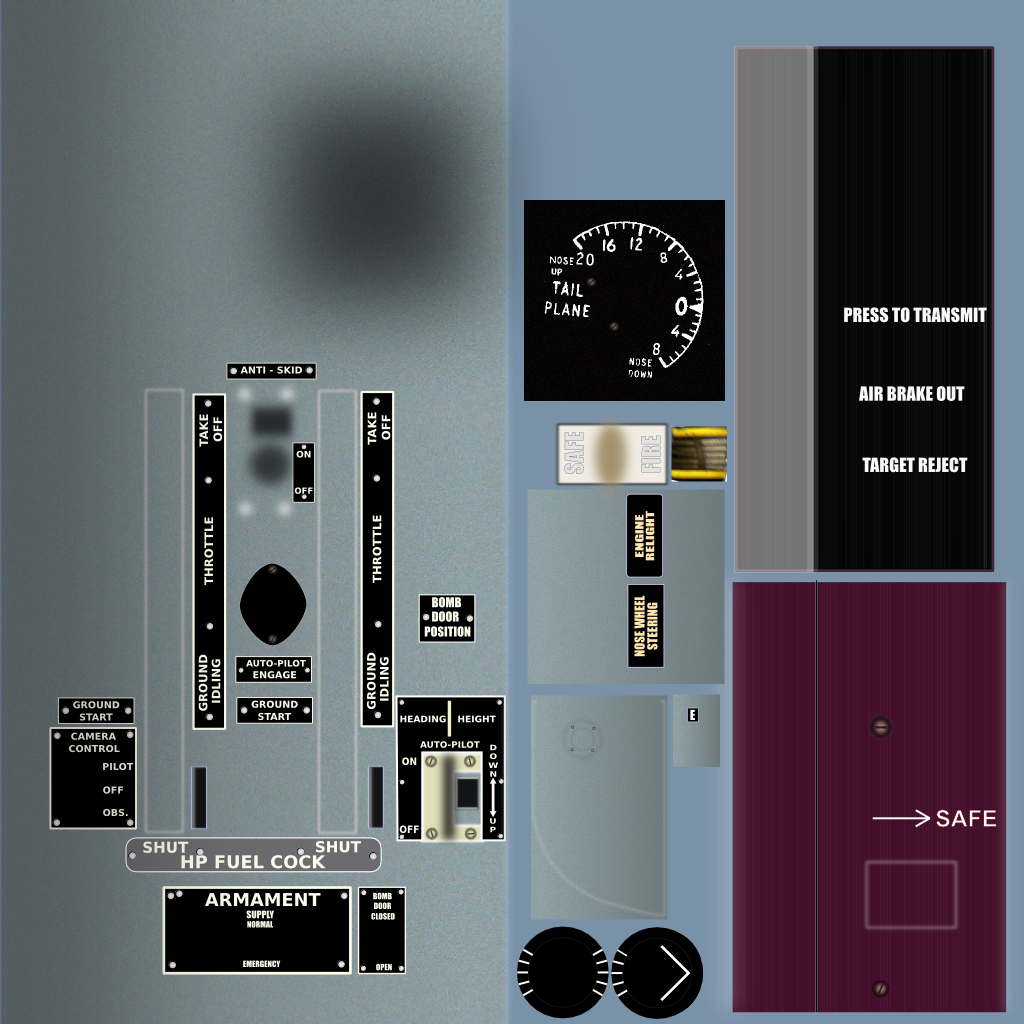 ANTI - SKID
TAKE
OFF
THROTTLE
GROUND
IDLING
ON
OFF
TAKE
OFF
THROTTLE
GROUND
IDLING
AUTO-PILOT
ENGAGE
GROUND
START
BOMB
DOOR
POSITION
GROUND
START
CAMERA
CONTROL
PILOT
OFF
OBS.
HEADING HEIGHT
AUTO-PILOT
ON
OFF
DOWN
UP
SHUT SHUT
HP FUEL COCK
ARMAMENT
SUPPLY
NORMAL
EMERGENCY
BOMB
DOOR
CLOSED
OPEN
20 16 12 8 4 0 4 8
NOSE
UP
TAIL
PLANE
NOSE
DOWN
SAFE
FIRE
ENGINE
RELIGHT
NOSE WHEEL
STEERING
E
PRESS TO TRANSMIT
AIR BRAKE OUT
TARGET REJECT
SAFE